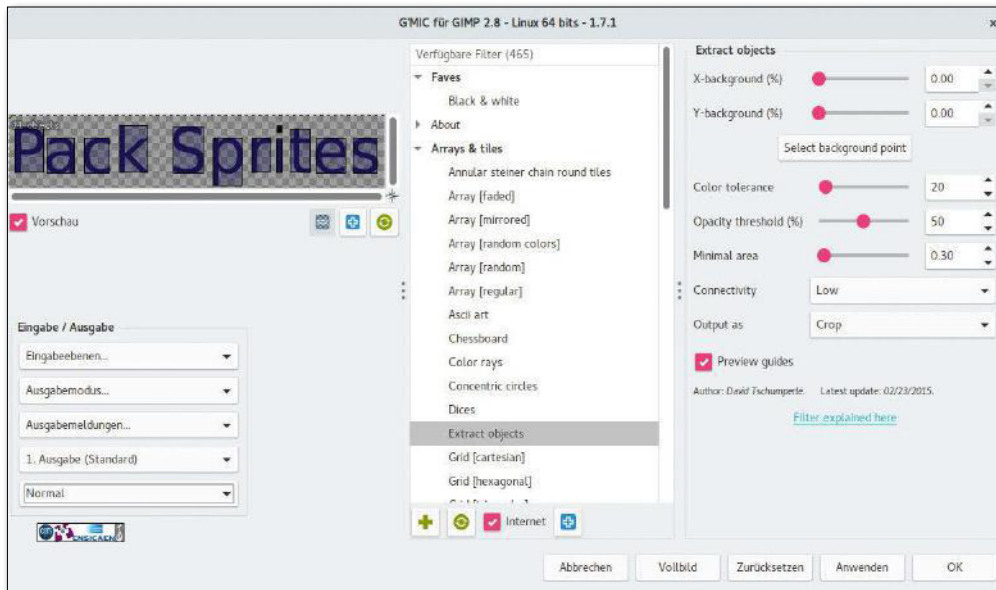 G'MIC für GIMP 2.8 - Linux 64 bits - 1.7.1
x
Pack Sprites
Vorschau
Eingabe / Ausgabe
Eingabeebenen...
Ausgabemodus...
Ausgabemeldungen...
1. Ausgabe (Standard)
Normal
ENSICAEN
Verfügbare Filter (465)
Faves
Black & white
About
Arrays & tiles
Annular steiner chain round tiles
Array [faded]
Array [mirrored]
Array [random colors]
Array [random]
Array [regular]
Ascii art
Chessboard
Color rays
Concentric circles
Dices
Extract objects
Grid [cartesian]
Grid [hexagonal]
Internet
Extract objects
X-background (%) 0.00
Y-background (%) 0.00
Select background point
Color tolerance 20
Opacity threshold (%) 50
Minimal area 0.30
Connectivity Low
Output as Crop
Preview guides
Author: David Tschumperlé. Latest update: 02/23/2015.
Filter explained here
Abbrechen Vollbild Zurücksetzen Anwenden OK